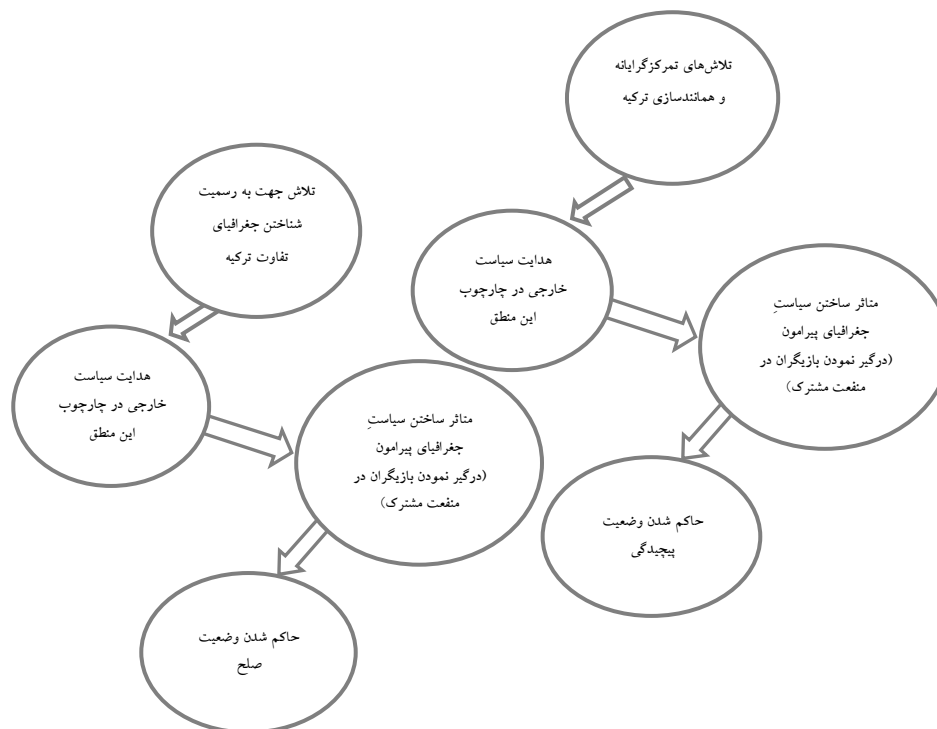 تلاش‌های تمرکزگرایانه
و همانندسازی ترکیه
هدایت سیاست
خارجی در چارچوب
این منطق
متاثر ساختن سیاستِ
جغرافیای پیرامون
(درگیر نمودن بازیگران در
منفعت مشترک)
حاکم شدن وضعیت
پیچیدگی
تلاش جهت به رسمیت
شناختن جغرافیای
تفاوت ترکیه
هدایت سیاست
خارجی در چارچوب
این منطق
متاثر ساختن سیاستِ
جغرافیای پیرامون
(درگیر نمودن بازیگران در
منفعت مشترک)
حاکم شدن وضعیت
صلح